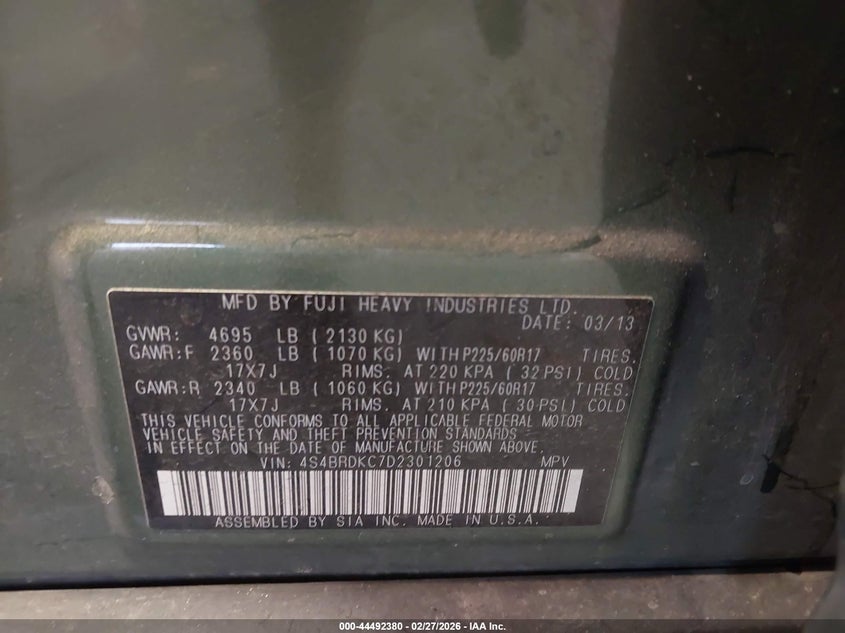 MFD BY FUJI HEAVY INDUSTRIES LTD.
DATE: 03/13
GVWR: 4695 LB ( 2130 KG)
GAWR:F 2360 LB ( 1070 KG) WITH P225/60R17 TIRES.
17X7J RIMS. AT 220 KPA ( 32 PSI) COLD
GAWR:R 2340 LB ( 1060 KG) WITH P225/60R17 TIRES.
17X7J RIMS. AT 210 KPA ( 30 PSI) COLD
THIS VEHICLE CONFORMS TO ALL APPLICABLE FEDERAL MOTOR
VEHICLE SAFETY AND THEFT PREVENTION STANDARDS
IN EFFECT ON THE DATE OF MANUFACTURE SHOWN ABOVE.
VIN: 4S4BRDKC7D2301206 MPV
ASSEMBLED BY SIA INC. MADE IN U.S.A.
000-44492380 - 02/27/2026 - IAA Inc.